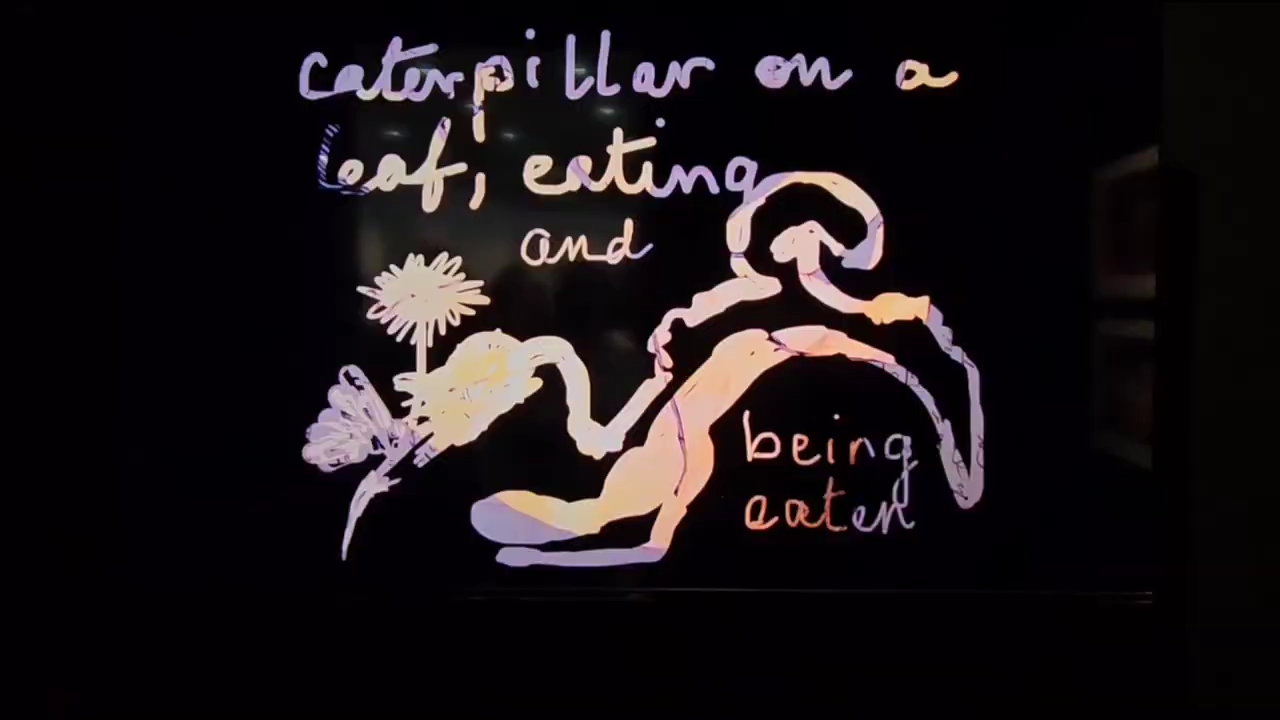 caterpillar on a
leaf, eating
and
being
eaten